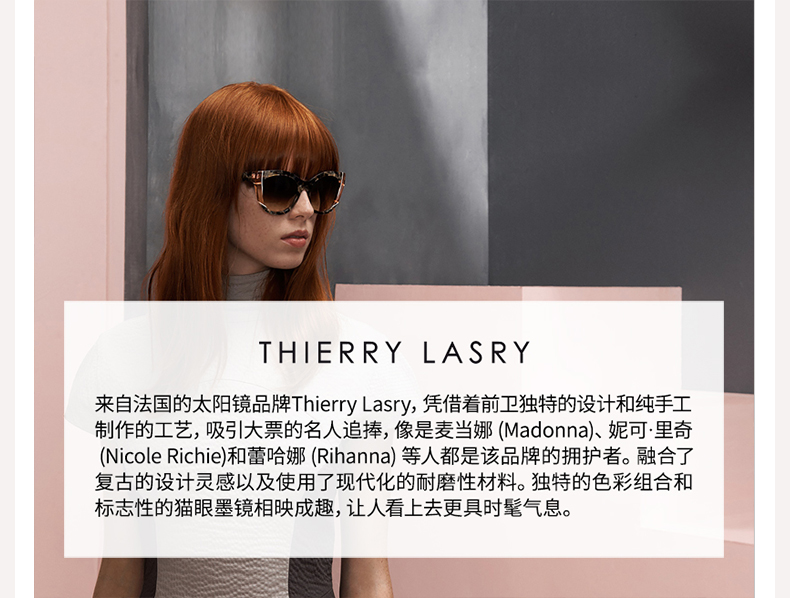 THIERRY LASRY
来自法国的太阳镜品牌Thierry Lasry，凭借着前卫独特的设计和纯手工
制作的工艺，吸引大票的名人追捧，像是麦当娜 (Madonna)、妮可·里奇
(Nicole Richie)和蕾哈娜 (Rihanna) 等人都是该品牌的拥护者。融合了
复古的设计灵感以及使用了现代化的耐磨性材料。独特的色彩组合和
标志性的猫眼墨镜相映成趣，让人看上去更具时髦气息。